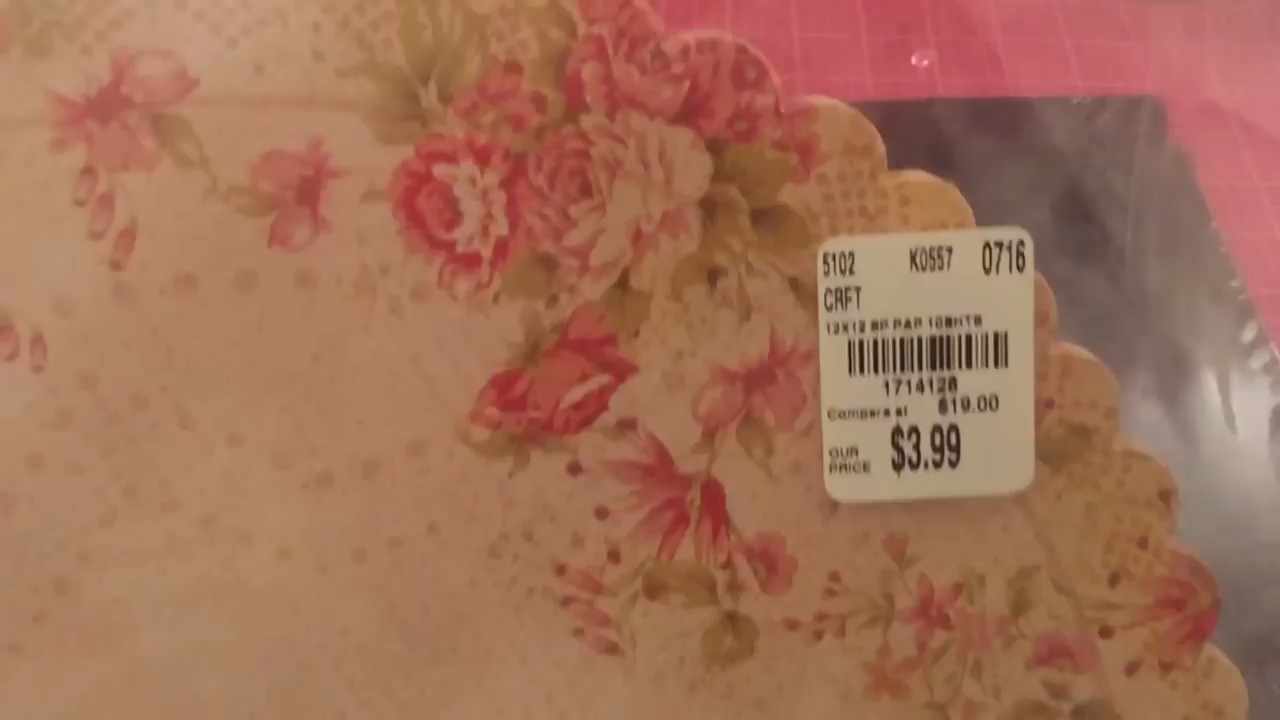 5102 K0557 0716
CRFT
12X12 SP PAP 10SHTS
1714128
Compare at $19.00
OUR PRICE $3.99